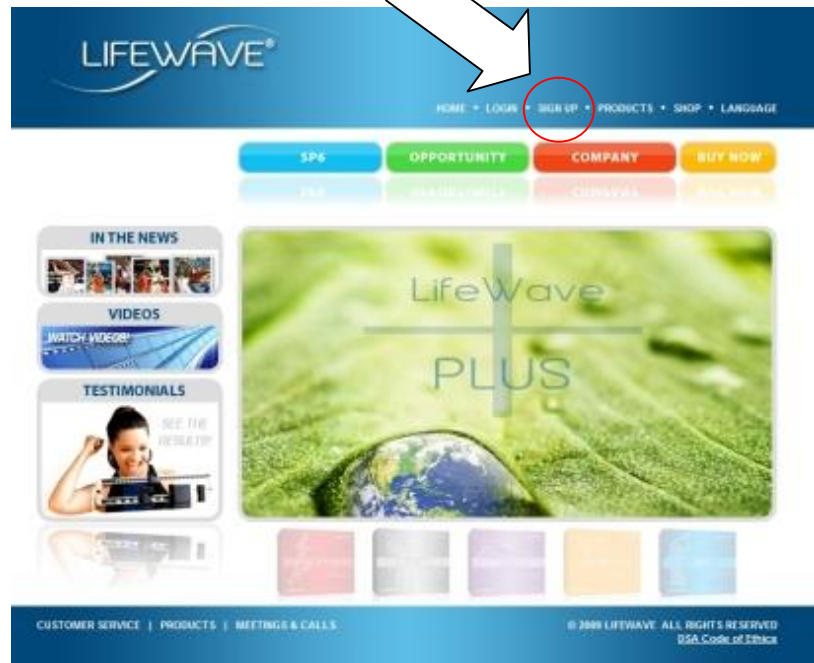 LIFEWAVE®
HOME • LOGIN • SIGN UP • PRODUCTS • SHOP • LANGUAGE
SP6 OPPORTUNITY COMPANY BUY NOW
IN THE NEWS
VIDEOS
WATCH VIDEOS!
TESTIMONIALS
SEE THE
RESULTS!
LifeWave
PLUS
CUSTOMER SERVICE | PRODUCTS | MEETINGS & CALLS
© 2009 LIFEWAVE ALL RIGHTS RESERVED
DSA Code of Ethics